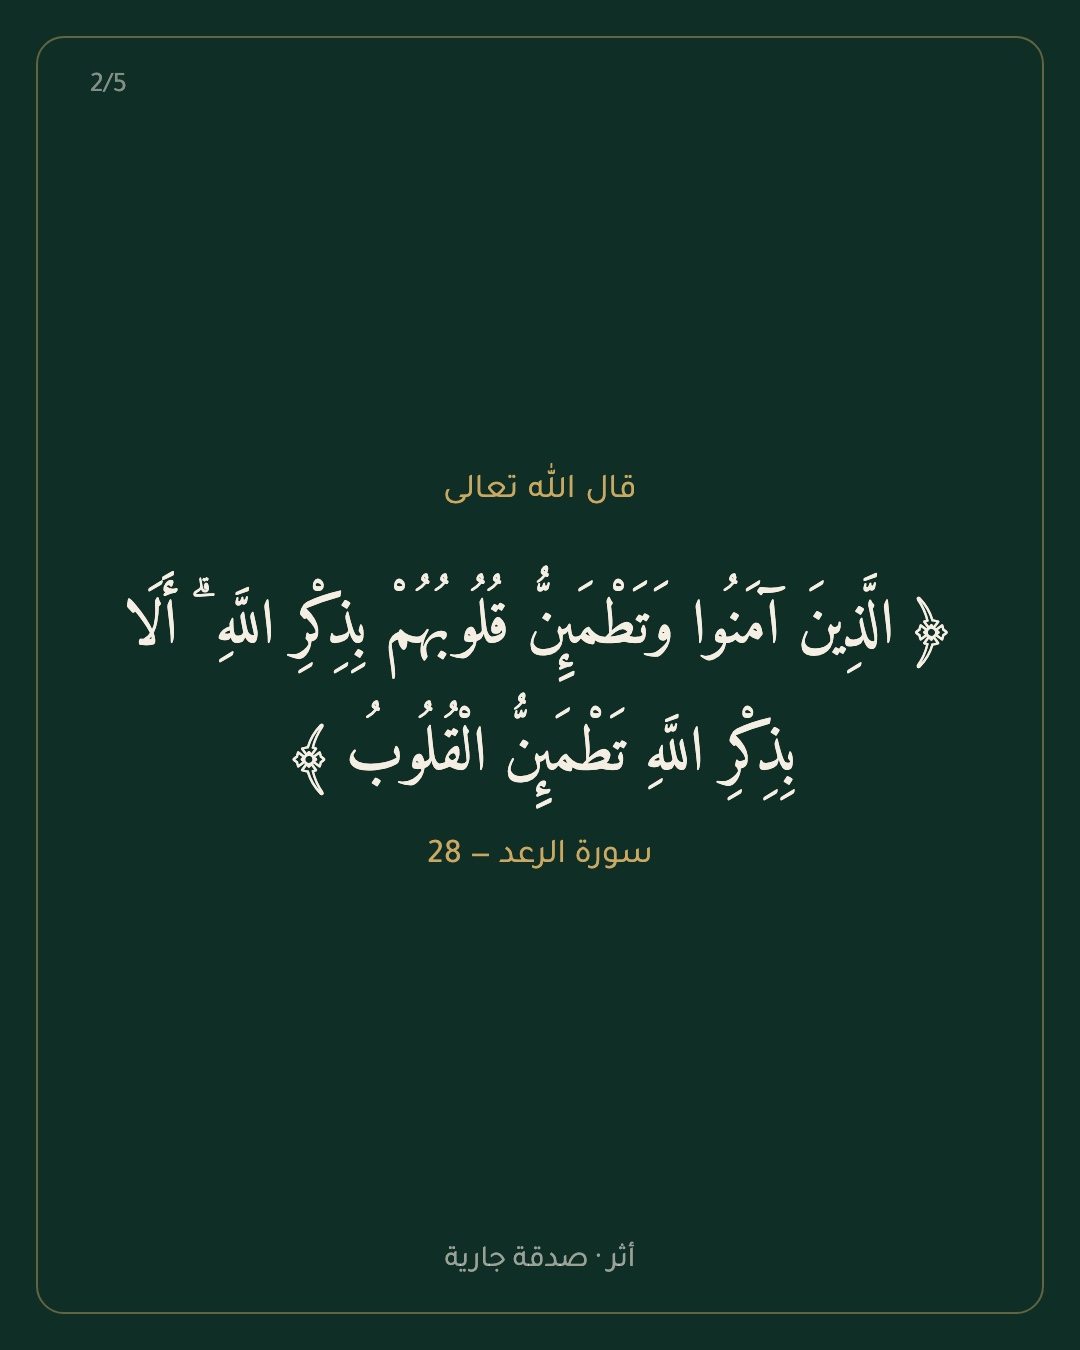 2/5
قال الله تعالى
﴿ الَّذِينَ آمَنُوا وَتَطْمَئِنُّ قُلُوبُهُمْ بِذِكْرِ اللَّهِ ۗ أَلَا
بِذِكْرِ اللَّهِ تَطْمَئِنُّ الْقُلُوبُ ﴾
سورة الرعد – 28
أثر · صدقة جارية